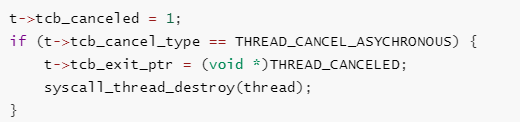 t->tcb_canceled = 1;
if (t->tcb_cancel_type == THREAD_CANCEL_ASYCHRONOUS) {
    t->tcb_exit_ptr = (void *)THREAD_CANCELED;
    syscall_thread_destroy(thread);
}